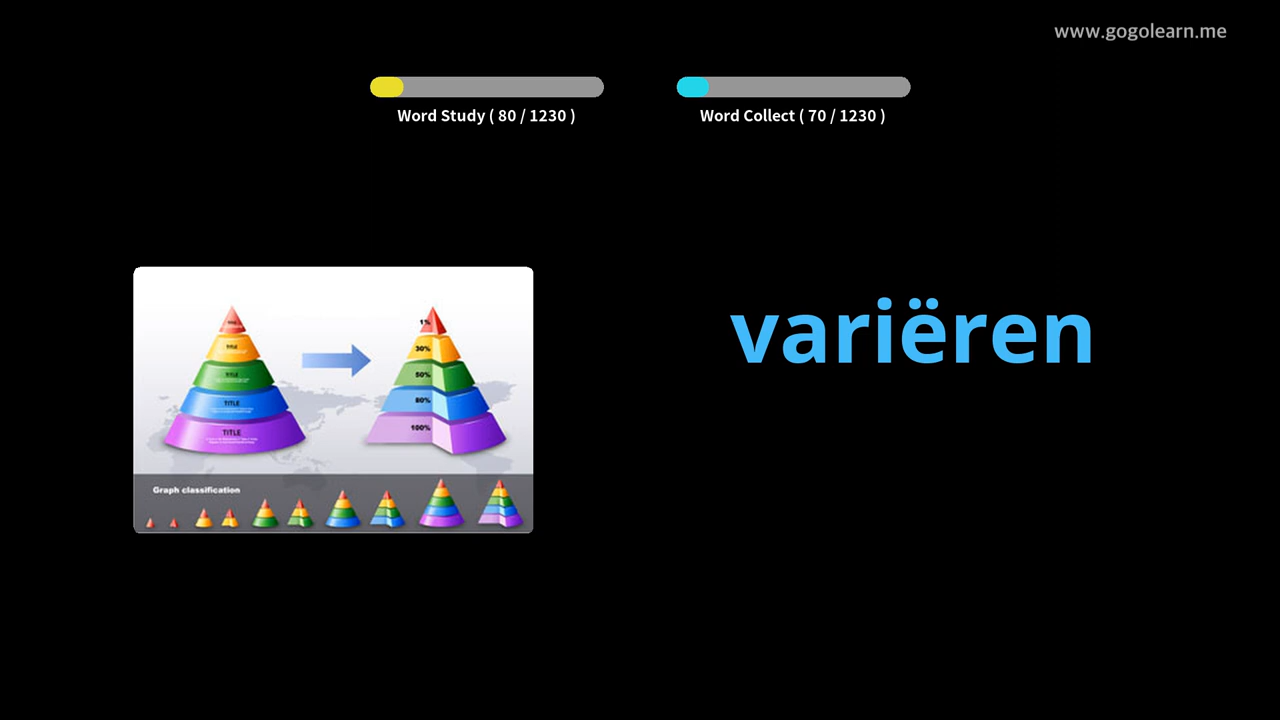 www.gogolearn.me
Word Study ( 80 / 1230 )
Word Collect ( 70 / 1230 )
variëren
TITLE
TITLE
TITLE
TITLE
1%
30%
50%
80%
100%
Graph classification